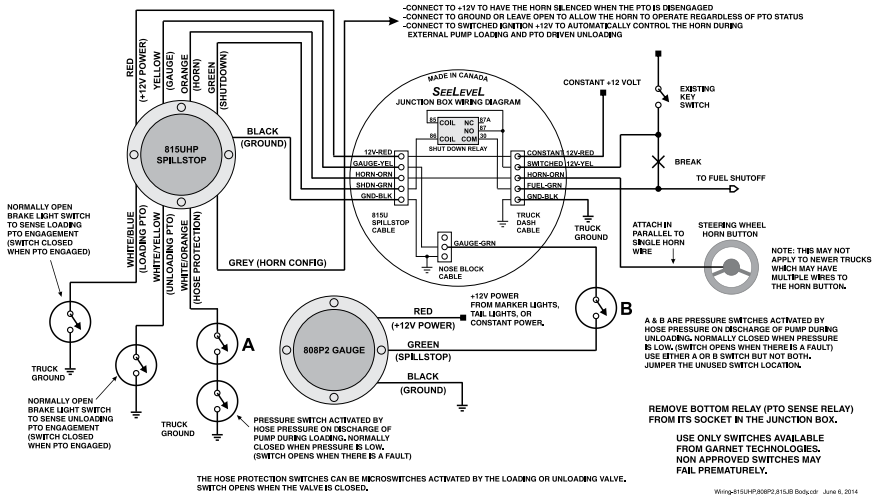 -CONNECT TO +12V TO HAVE THE HORN SILENCED WHEN THE PTO IS DISENGAGED
-CONNECT TO GROUND OR LEAVE OPEN TO ALLOW THE HORN TO OPERATE REGARDLESS OF PTO STATUS
-CONNECT TO SWITCHED IGNITION +12V TO AUTOMATICALLY CONTROL THE HORN DURING
EXTERNAL PUMP LOADING AND PTO DRIVEN UNLOADING
RED
(+12V POWER)
YELLOW
(GAUGE)
ORANGE
(HORN)
GREEN
(SHUTDOWN)
BLACK
(GROUND)
815UHP
SPILLSTOP
MADE IN CANADA
SEELEVEL
JUNCTION BOX WIRING DIAGRAM
85
COIL
NC
87A
NO
87
86
COIL
COM
30
SHUT DOWN RELAY
12V-RED
GAUGE-YEL
HORN-ORN
SHDN-GRN
GND-BLK
CONSTANT 12V-RED
SWITCHED 12V-YEL
HORN-ORN
FUEL-GRN
GND-BLK
815U
SPILLSTOP
CABLE
TRUCK
DASH
CABLE
GAUGE-GRN
NOSE BLOCK
CABLE
CONSTANT +12 VOLT
EXISTING
KEY
SWITCH
BREAK
TO FUEL SHUTOFF
TRUCK
GROUND
ATTACH IN
PARALLEL TO
SINGLE HORN
WIRE
STEERING WHEEL
HORN BUTTON
NOTE: THIS MAY NOT
APPLY TO NEWER TRUCKS
WHICH MAY HAVE
MULTIPLE WIRES TO
THE HORN BUTTON.
NORMALLY OPEN
BRAKE LIGHT SWITCH
TO SENSE LOADING
PTO ENGAGEMENT
(SWITCH CLOSED
WHEN PTO ENGAGED)
WHITE/BLUE
(LOADING PTO)
WHITE/YELLOW
(UNLOADING PTO)
WHITE/ORANGE
(HOSE PROTECTION)
GREY (HORN CONFIG)
TRUCK
GROUND
A
B
808P2 GAUGE
RED
(+12V POWER)
+12V POWER
FROM MARKER LIGHTS,
TAIL LIGHTS, OR
CONSTANT POWER.
GREEN
(SPILLSTOP)
BLACK
(GROUND)
A & B ARE PRESSURE SWITCHES ACTIVATED BY
HOSE PRESSURE ON DISCHARGE OF PUMP DURING
UNLOADING. NORMALLY CLOSED WHEN PRESSURE
IS LOW. (SWITCH OPENS WHEN THERE IS A FAULT)
USE EITHER A OR B SWITCH BUT NOT BOTH.
JUMPER THE UNUSED SWITCH LOCATION.
NORMALLY OPEN
BRAKE LIGHT SWITCH
TO SENSE UNLOADING
PTO ENGAGEMENT
(SWITCH CLOSED
WHEN PTO ENGAGED)
TRUCK
GROUND
PRESSURE SWITCH ACTIVATED BY
HOSE PRESSURE ON DISCHARGE OF
PUMP DURING LOADING. NORMALLY
CLOSED WHEN PRESSURE IS LOW.
(SWITCH OPENS WHEN THERE IS A FAULT)
REMOVE BOTTOM RELAY (PTO SENSE RELAY)
FROM ITS SOCKET IN THE JUNCTION BOX.
USE ONLY SWITCHES AVAILABLE
FROM GARNET TECHNOLOGIES.
NON APPROVED SWITCHES MAY
FAIL PREMATURELY.
THE HOSE PROTECTION SWITCHES CAN BE MICROSWITCHES ACTIVATED BY THE LOADING OR UNLOADING VALVE.
SWITCH OPENS WHEN THE VALVE IS CLOSED.
Wiring-815UHP,808P2,815JB Body.cdr June 6, 2014